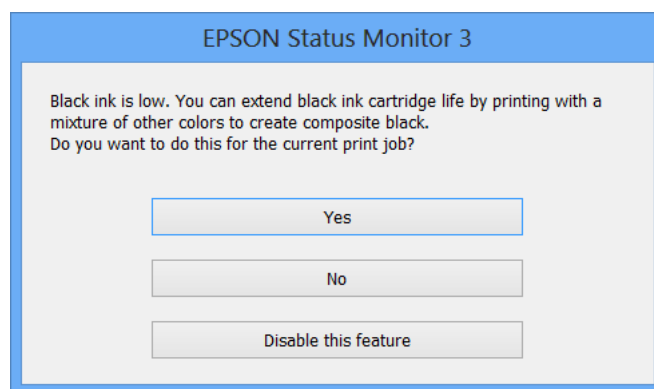 EPSON Status Monitor 3
Black ink is low. You can extend black ink cartridge life by printing with a
mixture of other colors to create composite black.
Do you want to do this for the current print job?
Yes
No
Disable this feature